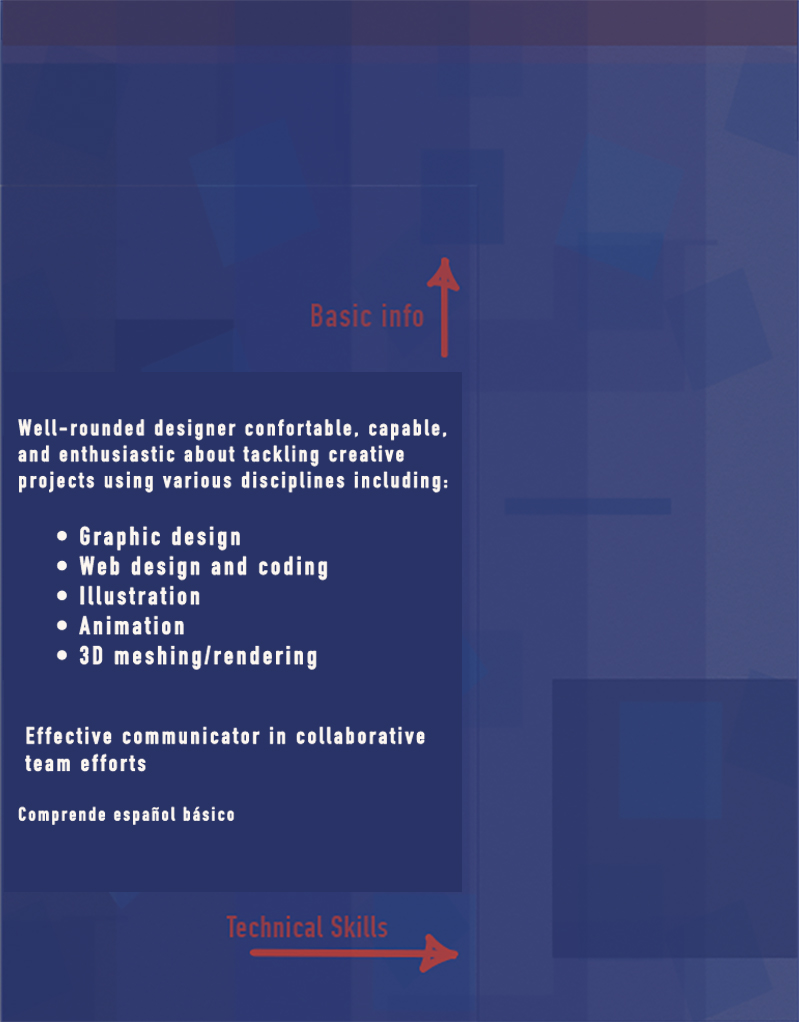 Basic info
Well-rounded designer confortable, capable,
and enthusiastic about tackling creative
projects using various disciplines including:
• Graphic design
• Web design and coding
• Illustration
• Animation
• 3D meshing/rendering
Effective communicator in collaborative
team efforts
Comprende español básico
Technical Skills